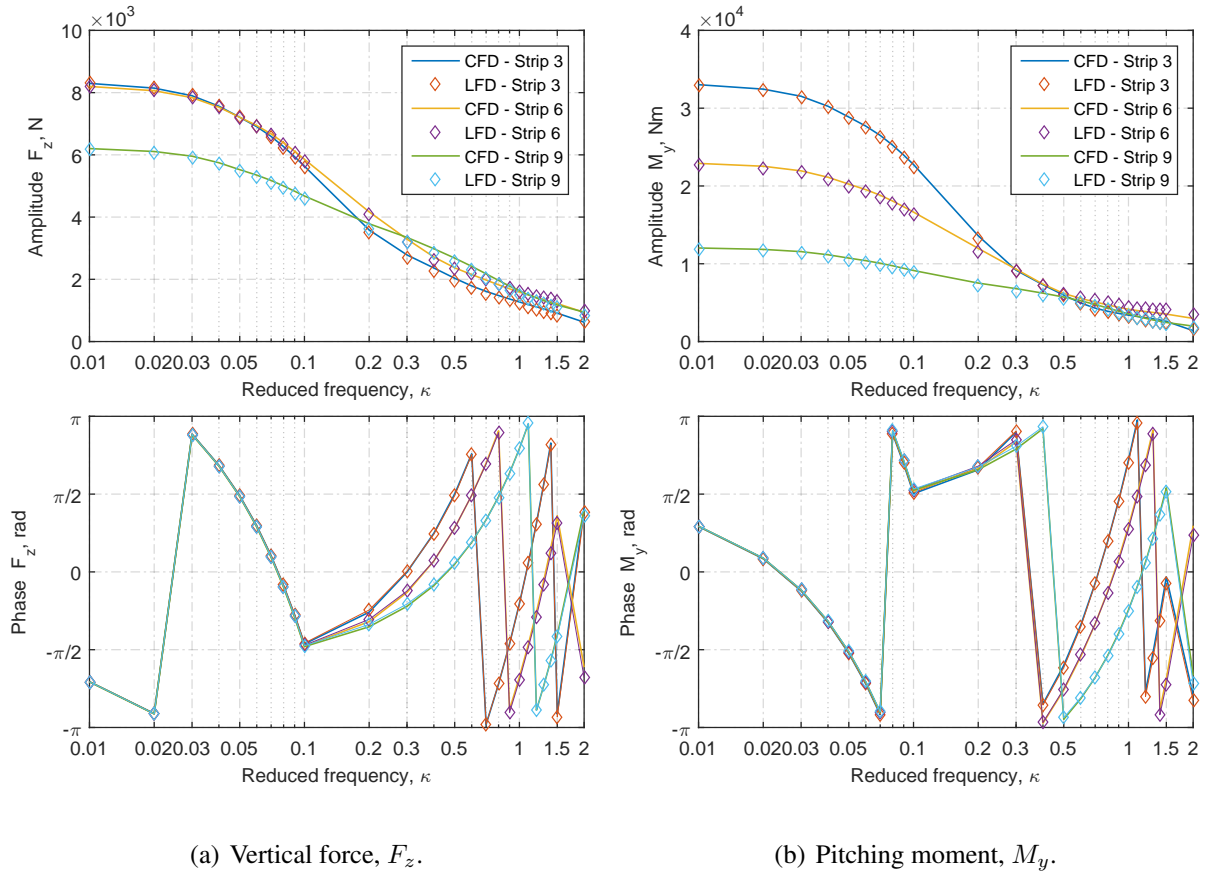 ×10³
10
8
6
4
2
0
Amplitude F_z, N
CFD - Strip 3
LFD - Strip 3
CFD - Strip 6
LFD - Strip 6
CFD - Strip 9
LFD - Strip 9
0.01 0.02 0.03 0.05 0.1 0.2 0.3 0.5 1 1.5 2
Reduced frequency, κ
×10⁴
4
3
2
1
0
Amplitude M_y, Nm
CFD - Strip 3
LFD - Strip 3
CFD - Strip 6
LFD - Strip 6
CFD - Strip 9
LFD - Strip 9
0.01 0.02 0.03 0.05 0.1 0.2 0.3 0.5 1 1.5 2
Reduced frequency, κ
π
π/2
0
-π/2
-π
Phase F_z, rad
0.01 0.02 0.03 0.05 0.1 0.2 0.3 0.5 1 1.5 2
Reduced frequency, κ
π
π/2
0
-π/2
-π
Phase M_y, rad
0.01 0.02 0.03 0.05 0.1 0.2 0.3 0.5 1 1.5 2
Reduced frequency, κ
(a) Vertical force, F_z.
(b) Pitching moment, M_y.